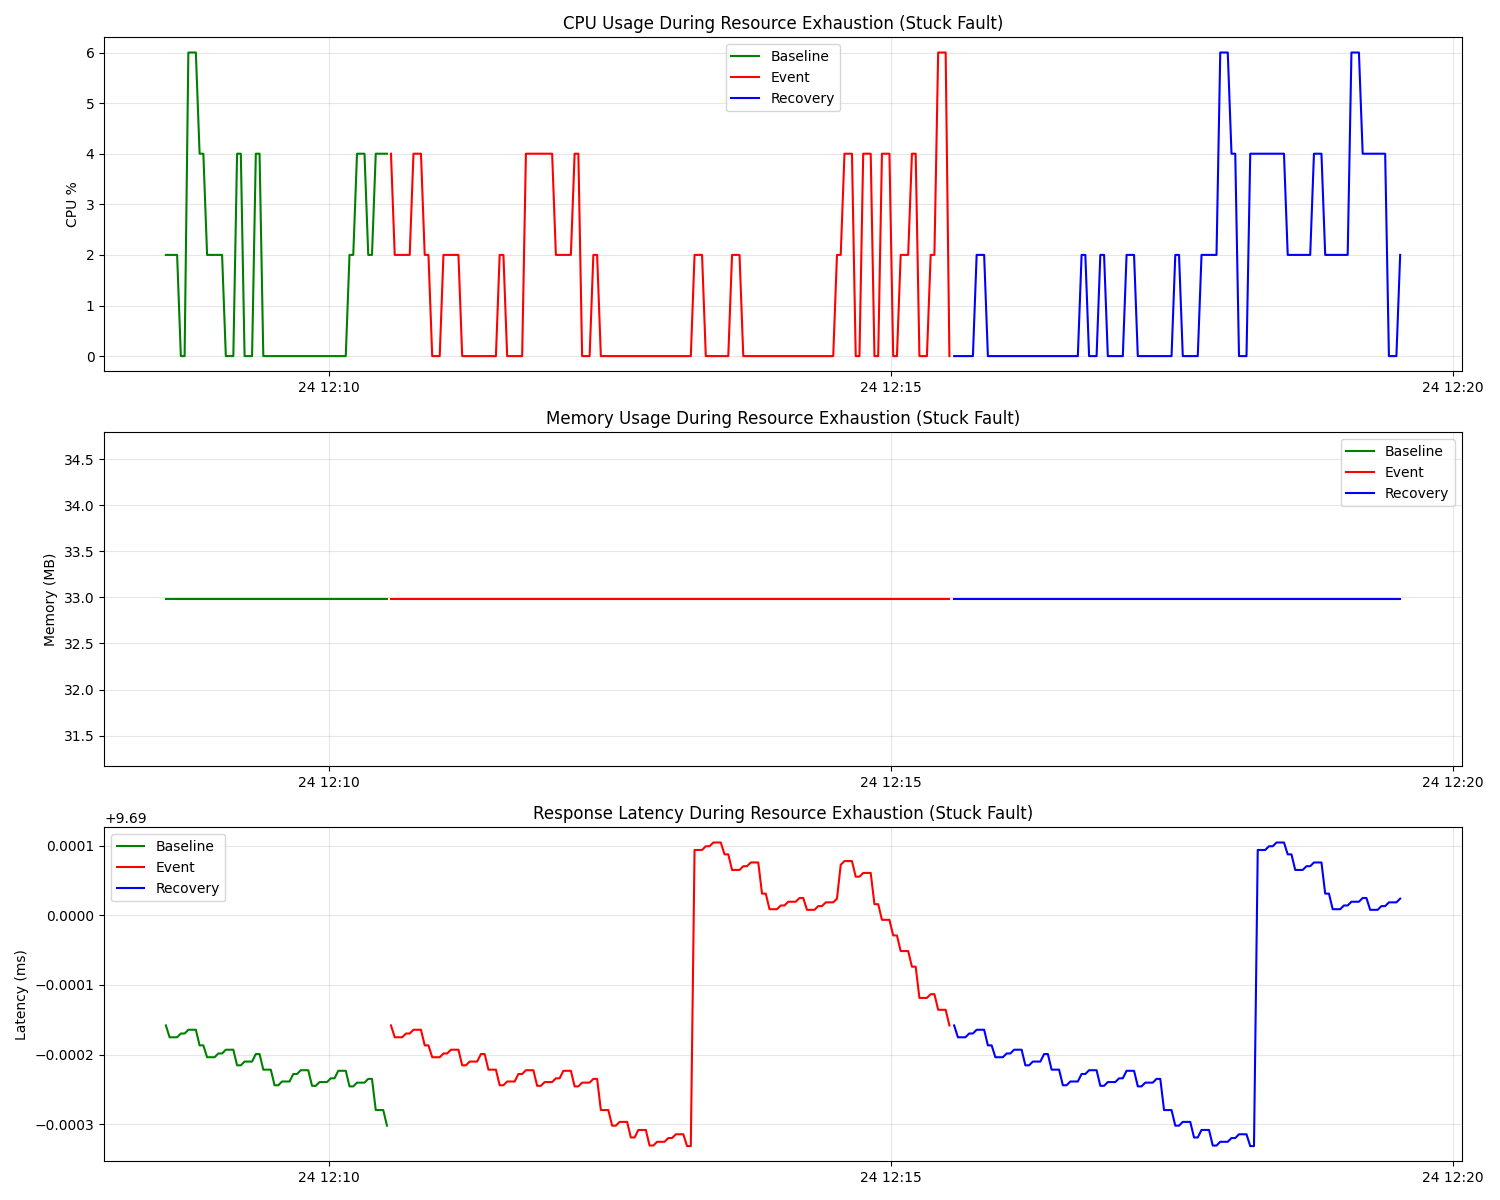 CPU Usage During Resource Exhaustion (Stuck Fault)
Baseline
Event
Recovery
CPU %
6
5
4
3
2
1
0
24 12:10
24 12:15
24 12:20
Memory Usage During Resource Exhaustion (Stuck Fault)
Baseline
Event
Recovery
Memory (MB)
34.5
34.0
33.5
33.0
32.5
32.0
31.5
24 12:10
24 12:15
24 12:20
Response Latency During Resource Exhaustion (Stuck Fault)
+9.69
Baseline
Event
Recovery
Latency (ms)
0.0001
0.0000
−0.0001
−0.0002
−0.0003
24 12:10
24 12:15
24 12:20